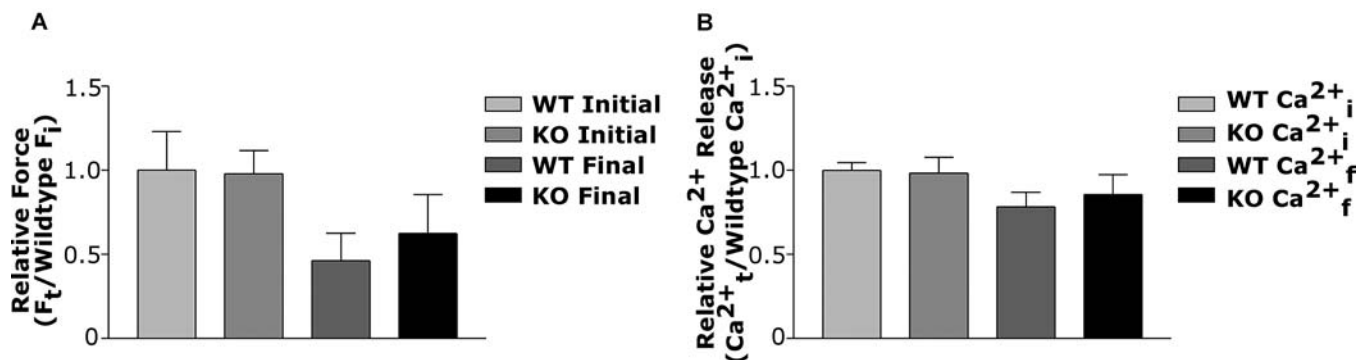 A
Relative Force
(Fₜ/Wildtype Fᵢ)
1.5
1.0
0.5
0
WT Initial
KO Initial
WT Final
KO Final
B
Relative Ca²⁺ Release
(Ca²⁺ₜ/Wildtype Ca²⁺ᵢ)
1.5
1.0
0.5
0
WT Ca²⁺ᵢ
KO Ca²⁺ᵢ
WT Ca²⁺f
KO Ca²⁺f